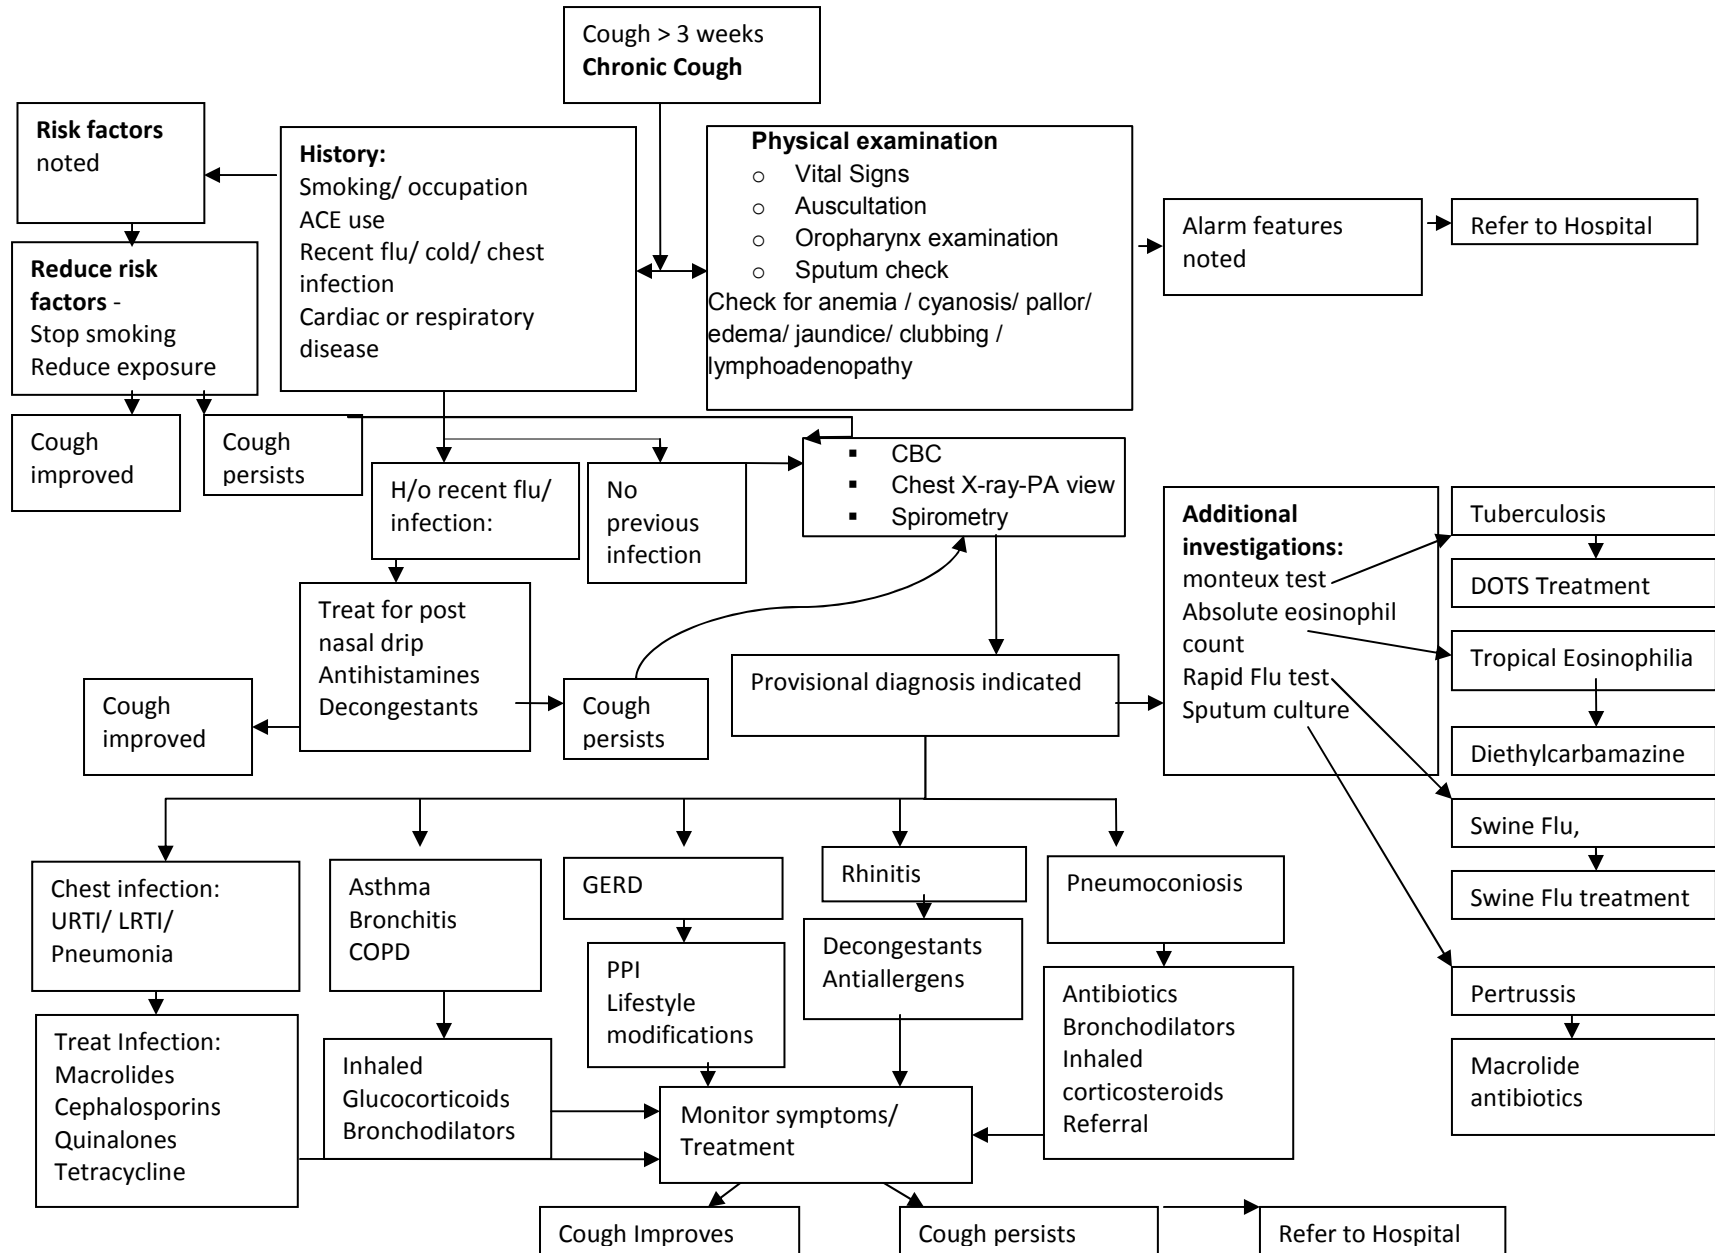 Cough > 3 weeks
Chronic Cough
Risk factors
noted
History:
Smoking/ occupation
ACE use
Recent flu/ cold/ chest
infection
Cardiac or respiratory
disease
Physical examination
o Vital Signs
o Auscultation
o Oropharynx examination
o Sputum check
Check for anemia / cyanosis/ pallor/
edema/ jaundice/ clubbing /
lymphoadenopathy
Alarm features
noted
Refer to Hospital
Reduce risk
factors -
Stop smoking
Reduce exposure
Cough
improved
Cough
persists
H/o recent flu/
infection:
No
previous
infection
▪ CBC
▪ Chest X-ray-PA view
▪ Spirometry
Additional
investigations:
monteux test
Absolute eosinophil
count
Rapid Flu test
Sputum culture
Tuberculosis
DOTS Treatment
Tropical Eosinophilia
Diethylcarbamazine
Swine Flu,
Swine Flu treatment
Pertrussis
Macrolide
antibiotics
Treat for post
nasal drip
Antihistamines
Decongestants
Cough
improved
Cough
persists
Provisional diagnosis indicated
Chest infection:
URTI/ LRTI/
Pneumonia
Asthma
Bronchitis
COPD
GERD
Rhinitis
Pneumoconiosis
Treat Infection:
Macrolides
Cephalosporins
Quinalones
Tetracycline
Inhaled
Glucocorticoids
Bronchodilators
PPI
Lifestyle
modifications
Decongestants
Antiallergens
Antibiotics
Bronchodilators
Inhaled
corticosteroids
Referral
Monitor symptoms/
Treatment
Cough Improves
Cough persists
Refer to Hospital